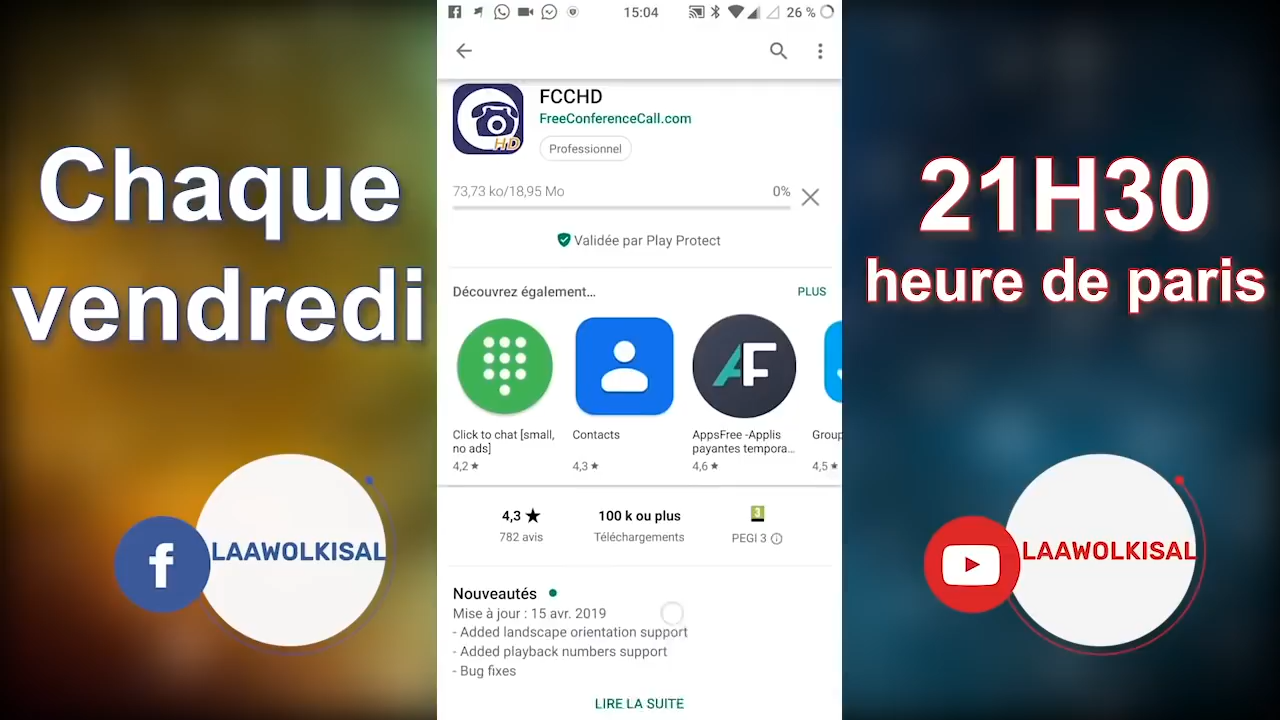 Chaque
vendredi
LAAWOLKISAL
15:04
26 %
FCCHD
FreeConferenceCall.com
HD
Professionnel
73,73 ko/18,95 Mo
0%
Validée par Play Protect
Découvrez également...
PLUS
Click to chat [small,
no ads]
4,2 ★
Contacts
4,3 ★
AF
AppsFree -Applis
payantes tempora...
4,6 ★
Group
4,5 ★
4,3 ★
782 avis
100 k ou plus
Téléchargements
3
PEGI 3
Nouveautés
Mise à jour : 15 avr. 2019
- Added landscape orientation support
- Added playback numbers support
- Bug fixes
LIRE LA SUITE
21H30
heure de paris
LAAWOLKISAL